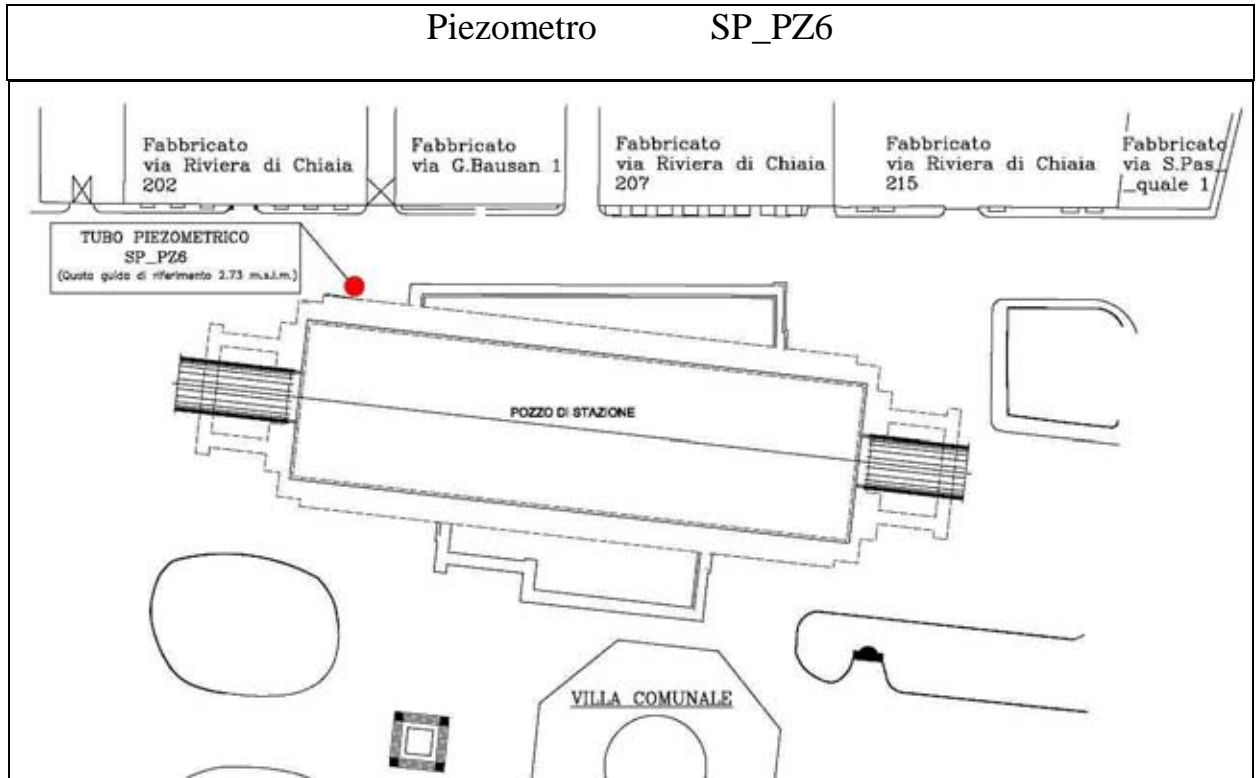 Piezometro SP_PZ6
Fabbricato
via Riviera di Chiaia
202
Fabbricato
via G.Bausan 1
Fabbricato
via Riviera di Chiaia
207
Fabbricato
via Riviera di Chiaia
215
Fabbricato
via S.Pas_
_quale 1
TUBO PIEZOMETRICO
SP_PZ6
(Quota guida di riferimento 2.73 m.s.l.m.)
POZZO DI STAZIONE
VILLA COMUNALE